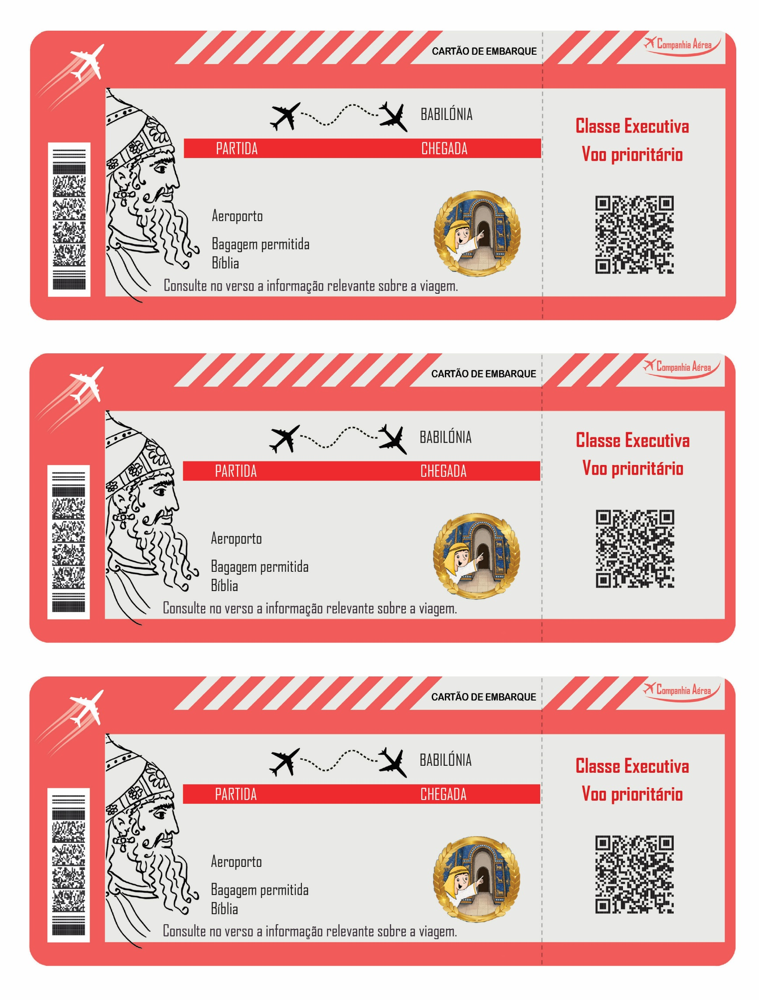 CARTÃO DE EMBARQUE
Companhia Aérea
BABILÓNIA
PARTIDA
CHEGADA
Classe Executiva
Voo prioritário
Aeroporto
Bagagem permitida
Bíblia
Consulte no verso a informação relevante sobre a viagem.
CARTÃO DE EMBARQUE
Companhia Aérea
BABILÓNIA
PARTIDA
CHEGADA
Classe Executiva
Voo prioritário
Aeroporto
Bagagem permitida
Bíblia
Consulte no verso a informação relevante sobre a viagem.
CARTÃO DE EMBARQUE
Companhia Aérea
BABILÓNIA
PARTIDA
CHEGADA
Classe Executiva
Voo prioritário
Aeroporto
Bagagem permitida
Bíblia
Consulte no verso a informação relevante sobre a viagem.